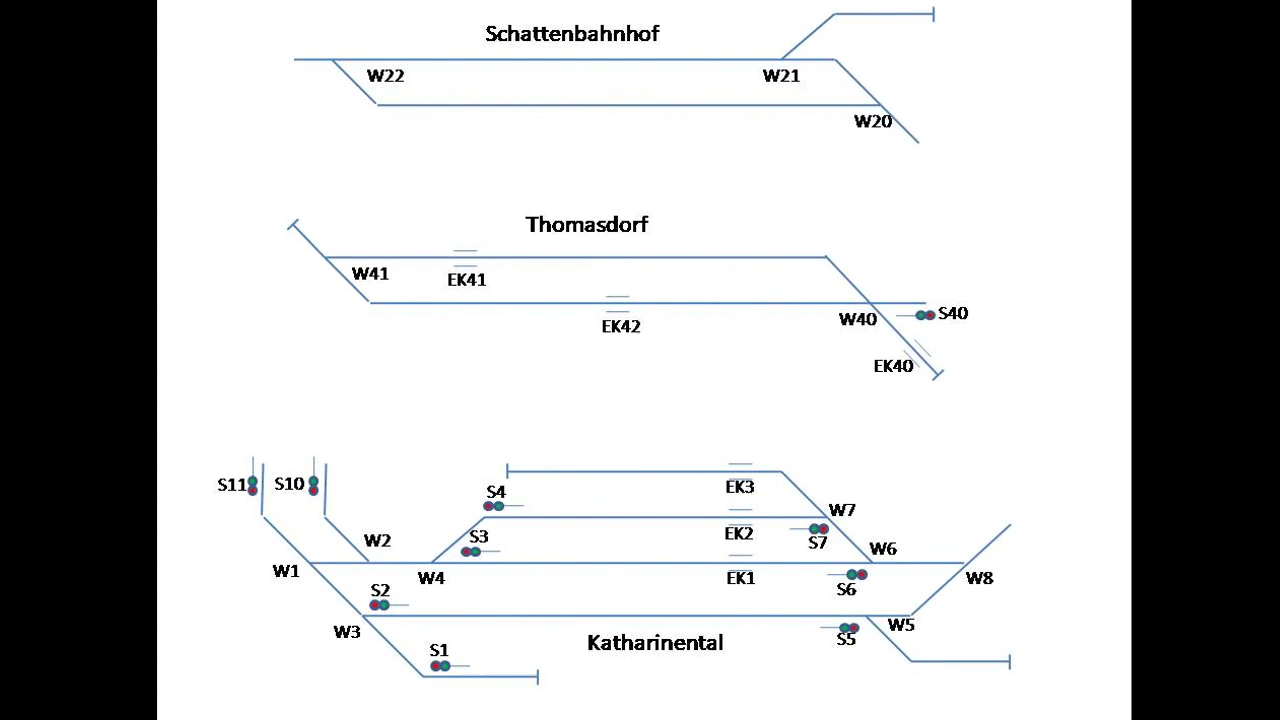 Schattenbahnhof
W22
W21
W20
Thomasdorf
W41
EK41
EK42
W40
S40
EK40
S11
S10
S4
EK3
W7
W2
S3
EK2
S7
W6
W1
W4
EK1
S6
W8
S2
W3
Katharinental
S5
W5
S1